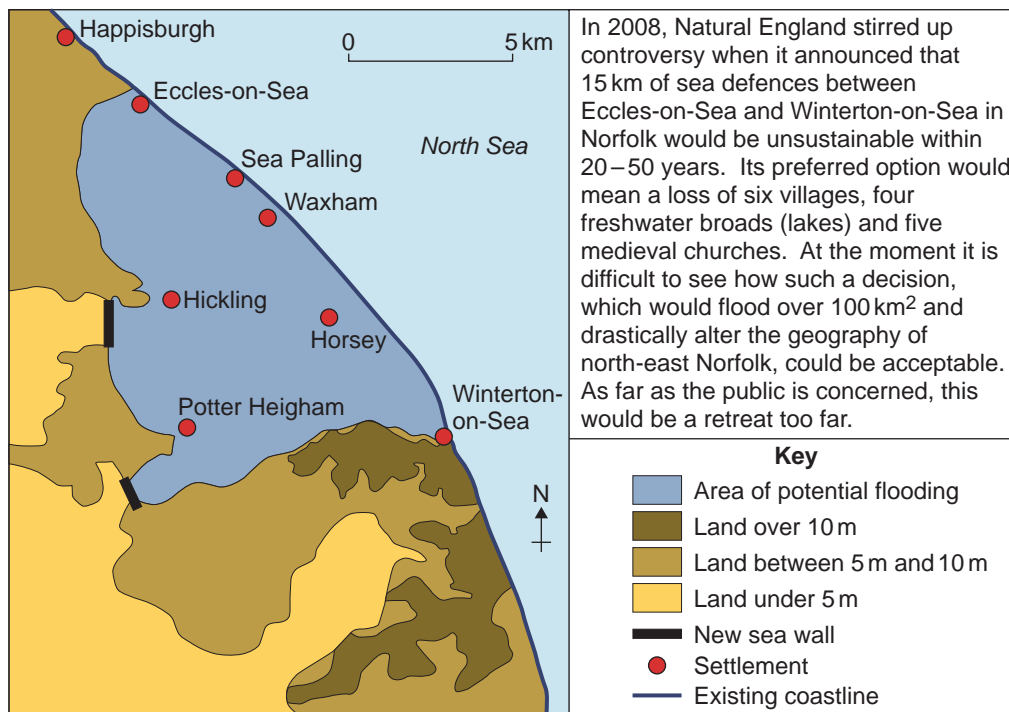 Happisburgh
0 5 km
Eccles-on-Sea
North Sea
Sea Palling
Waxham
Hickling
Horsey
Potter Heigham
Winterton-
on-Sea
N
In 2008, Natural England stirred up
controversy when it announced that
15 km of sea defences between
Eccles-on-Sea and Winterton-on-Sea in
Norfolk would be unsustainable within
20 – 50 years. Its preferred option would
mean a loss of six villages, four
freshwater broads (lakes) and five
medieval churches. At the moment it is
difficult to see how such a decision,
which would flood over 100 km² and
drastically alter the geography of
north-east Norfolk, could be acceptable.
As far as the public is concerned, this
would be a retreat too far.
Key
Area of potential flooding
Land over 10 m
Land between 5 m and 10 m
Land under 5 m
New sea wall
Settlement
Existing coastline